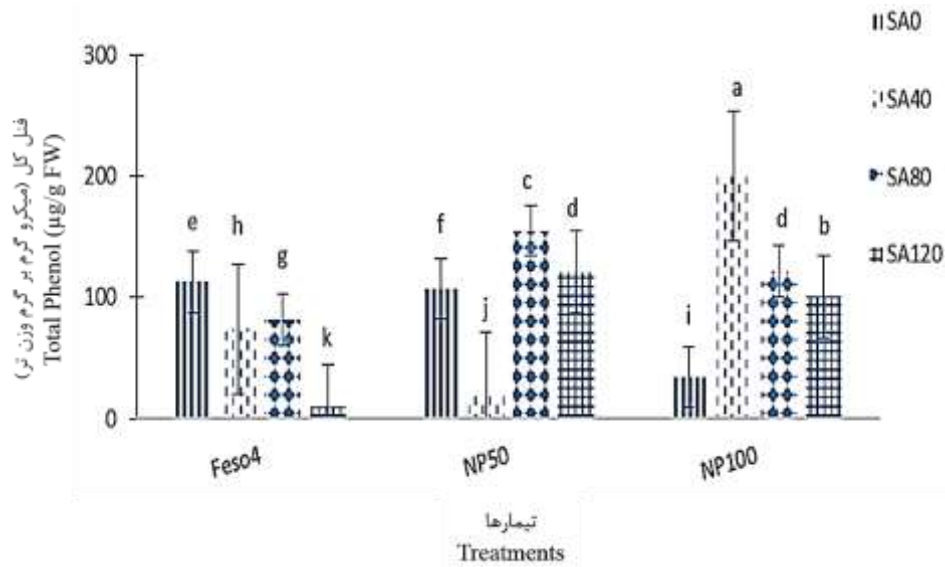 SA0
SA40
SA80
SA120
فنل کل (میکرو گرم بر گرم وزن تر)
Total Phenol (µg/g FW)
300
200
100
0
e
h
g
k
f
j
c
d
i
a
d
b
Feso4
NP50
NP100
تیمارها
Treatments